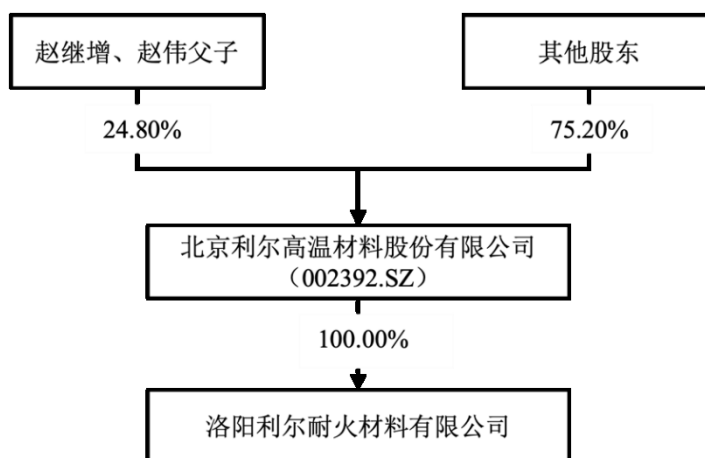 赵继增、赵伟父子
其他股东
24.80%
75.20%
北京利尔高温材料股份有限公司
（002392.SZ）
100.00%
洛阳利尔耐火材料有限公司